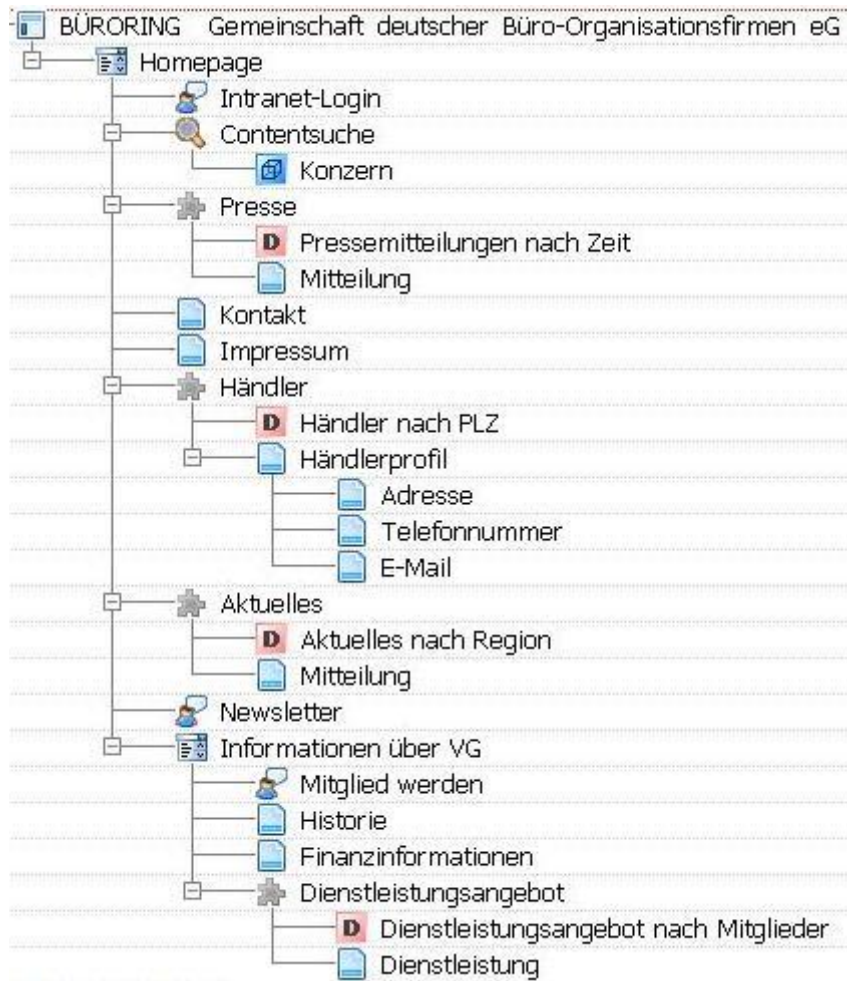 BÜRORING Gemeinschaft deutscher Büro-Organisationsfirmen eG
Homepage
Intranet-Login
Contentsuche
Konzern
Presse
D Pressemitteilungen nach Zeit
Mitteilung
Kontakt
Impressum
Händler
D Händler nach PLZ
Händlerprofil
Adresse
Telefonnummer
E-Mail
Aktuelles
D Aktuelles nach Region
Mitteilung
Newsletter
Informationen über VG
Mitglied werden
Historie
Finanzinformationen
Dienstleistungsangebot
D Dienstleistungsangebot nach Mitglieder
Dienstleistung